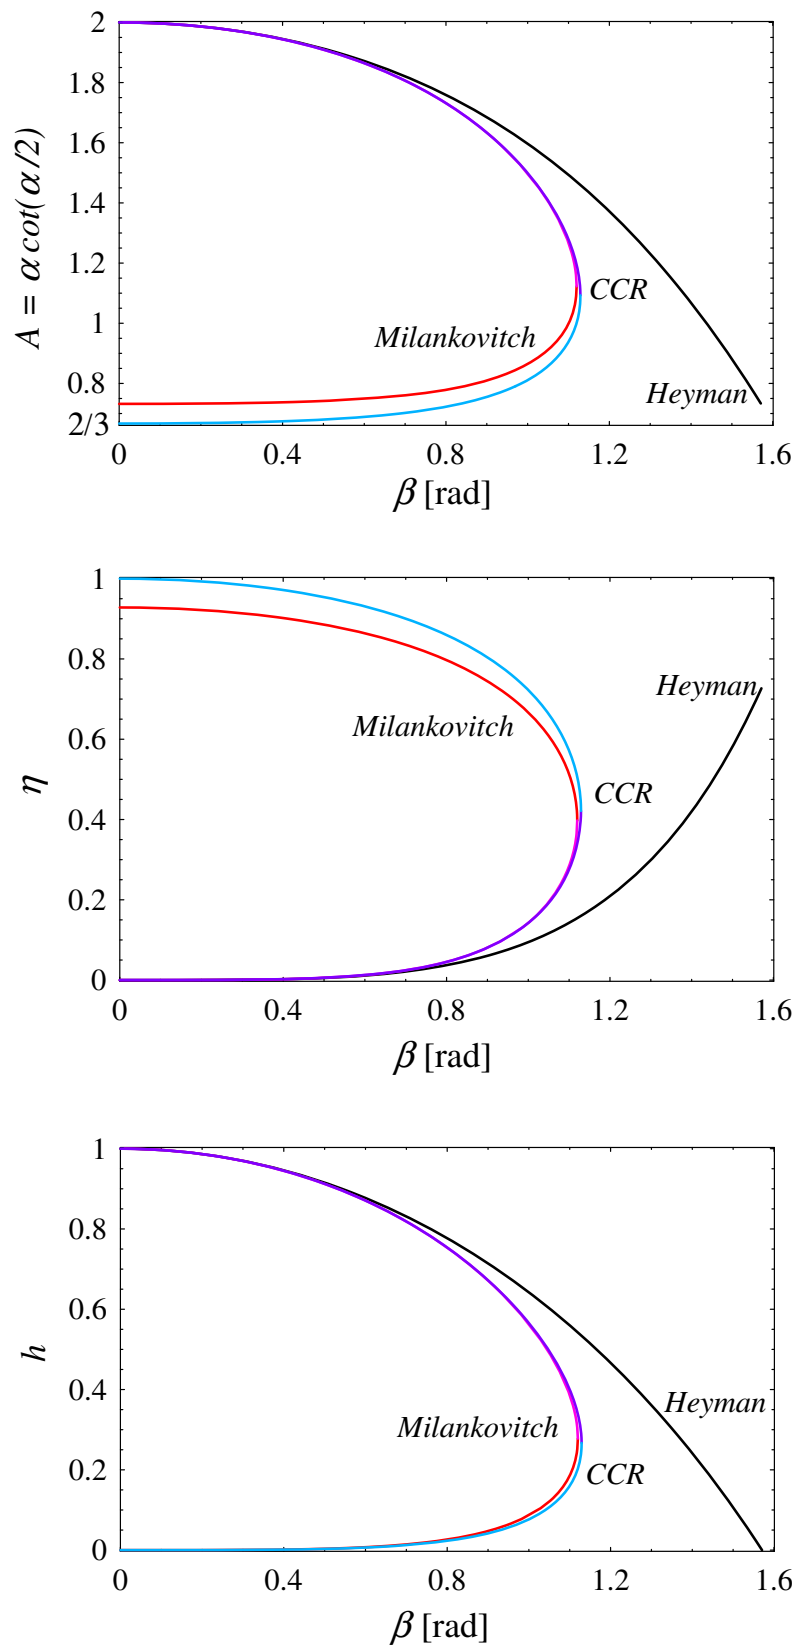 2
1.8
1.6
1.4
1.2
1
0.8
2/3
A = α cot(α/2)
CCR
Milankovitch
Heyman
0 0.4 0.8 1.2 1.6
β [rad]
1
0.8
0.6
0.4
0.2
0
η
Heyman
Milankovitch
CCR
0 0.4 0.8 1.2 1.6
β [rad]
1
0.8
0.6
0.4
0.2
0
h
Heyman
Milankovitch
CCR
0 0.4 0.8 1.2 1.6
β [rad]